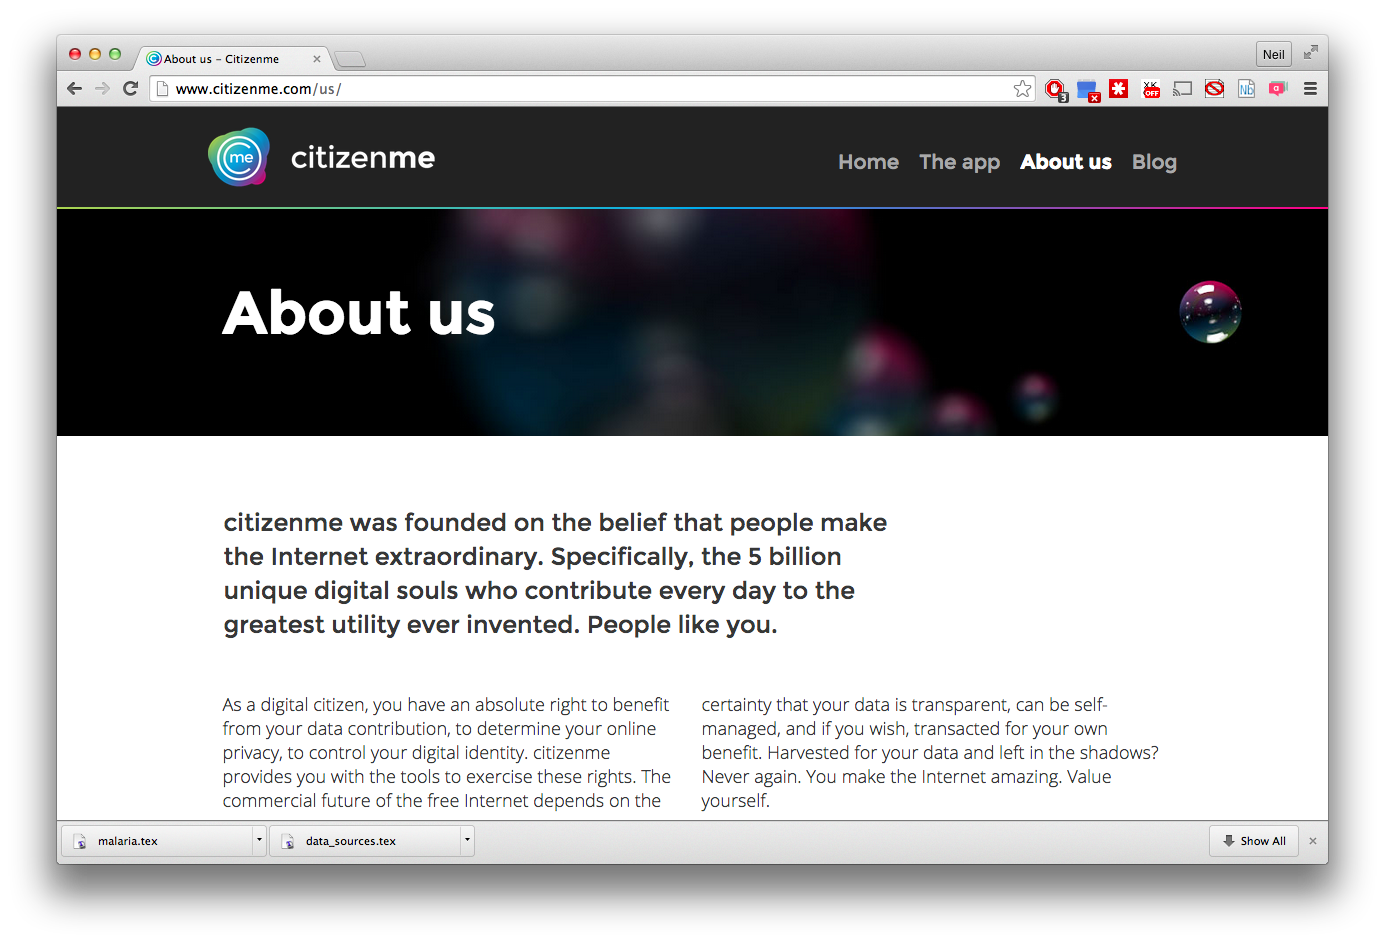 About us – Citizenme
Neil
www.citizenme.com/us/
3
OFF
Nb
a
me
citizenme
Home The app About us Blog
About us
citizenme was founded on the belief that people make
the Internet extraordinary. Specifically, the 5 billion
unique digital souls who contribute every day to the
greatest utility ever invented. People like you.
As a digital citizen, you have an absolute right to benefit
from your data contribution, to determine your online
privacy, to control your digital identity. citizenme
provides you with the tools to exercise these rights. The
commercial future of the free Internet depends on the
certainty that your data is transparent, can be self-
managed, and if you wish, transacted for your own
benefit. Harvested for your data and left in the shadows?
Never again. You make the Internet amazing. Value
yourself.
malaria.tex
data_sources.tex
Show All